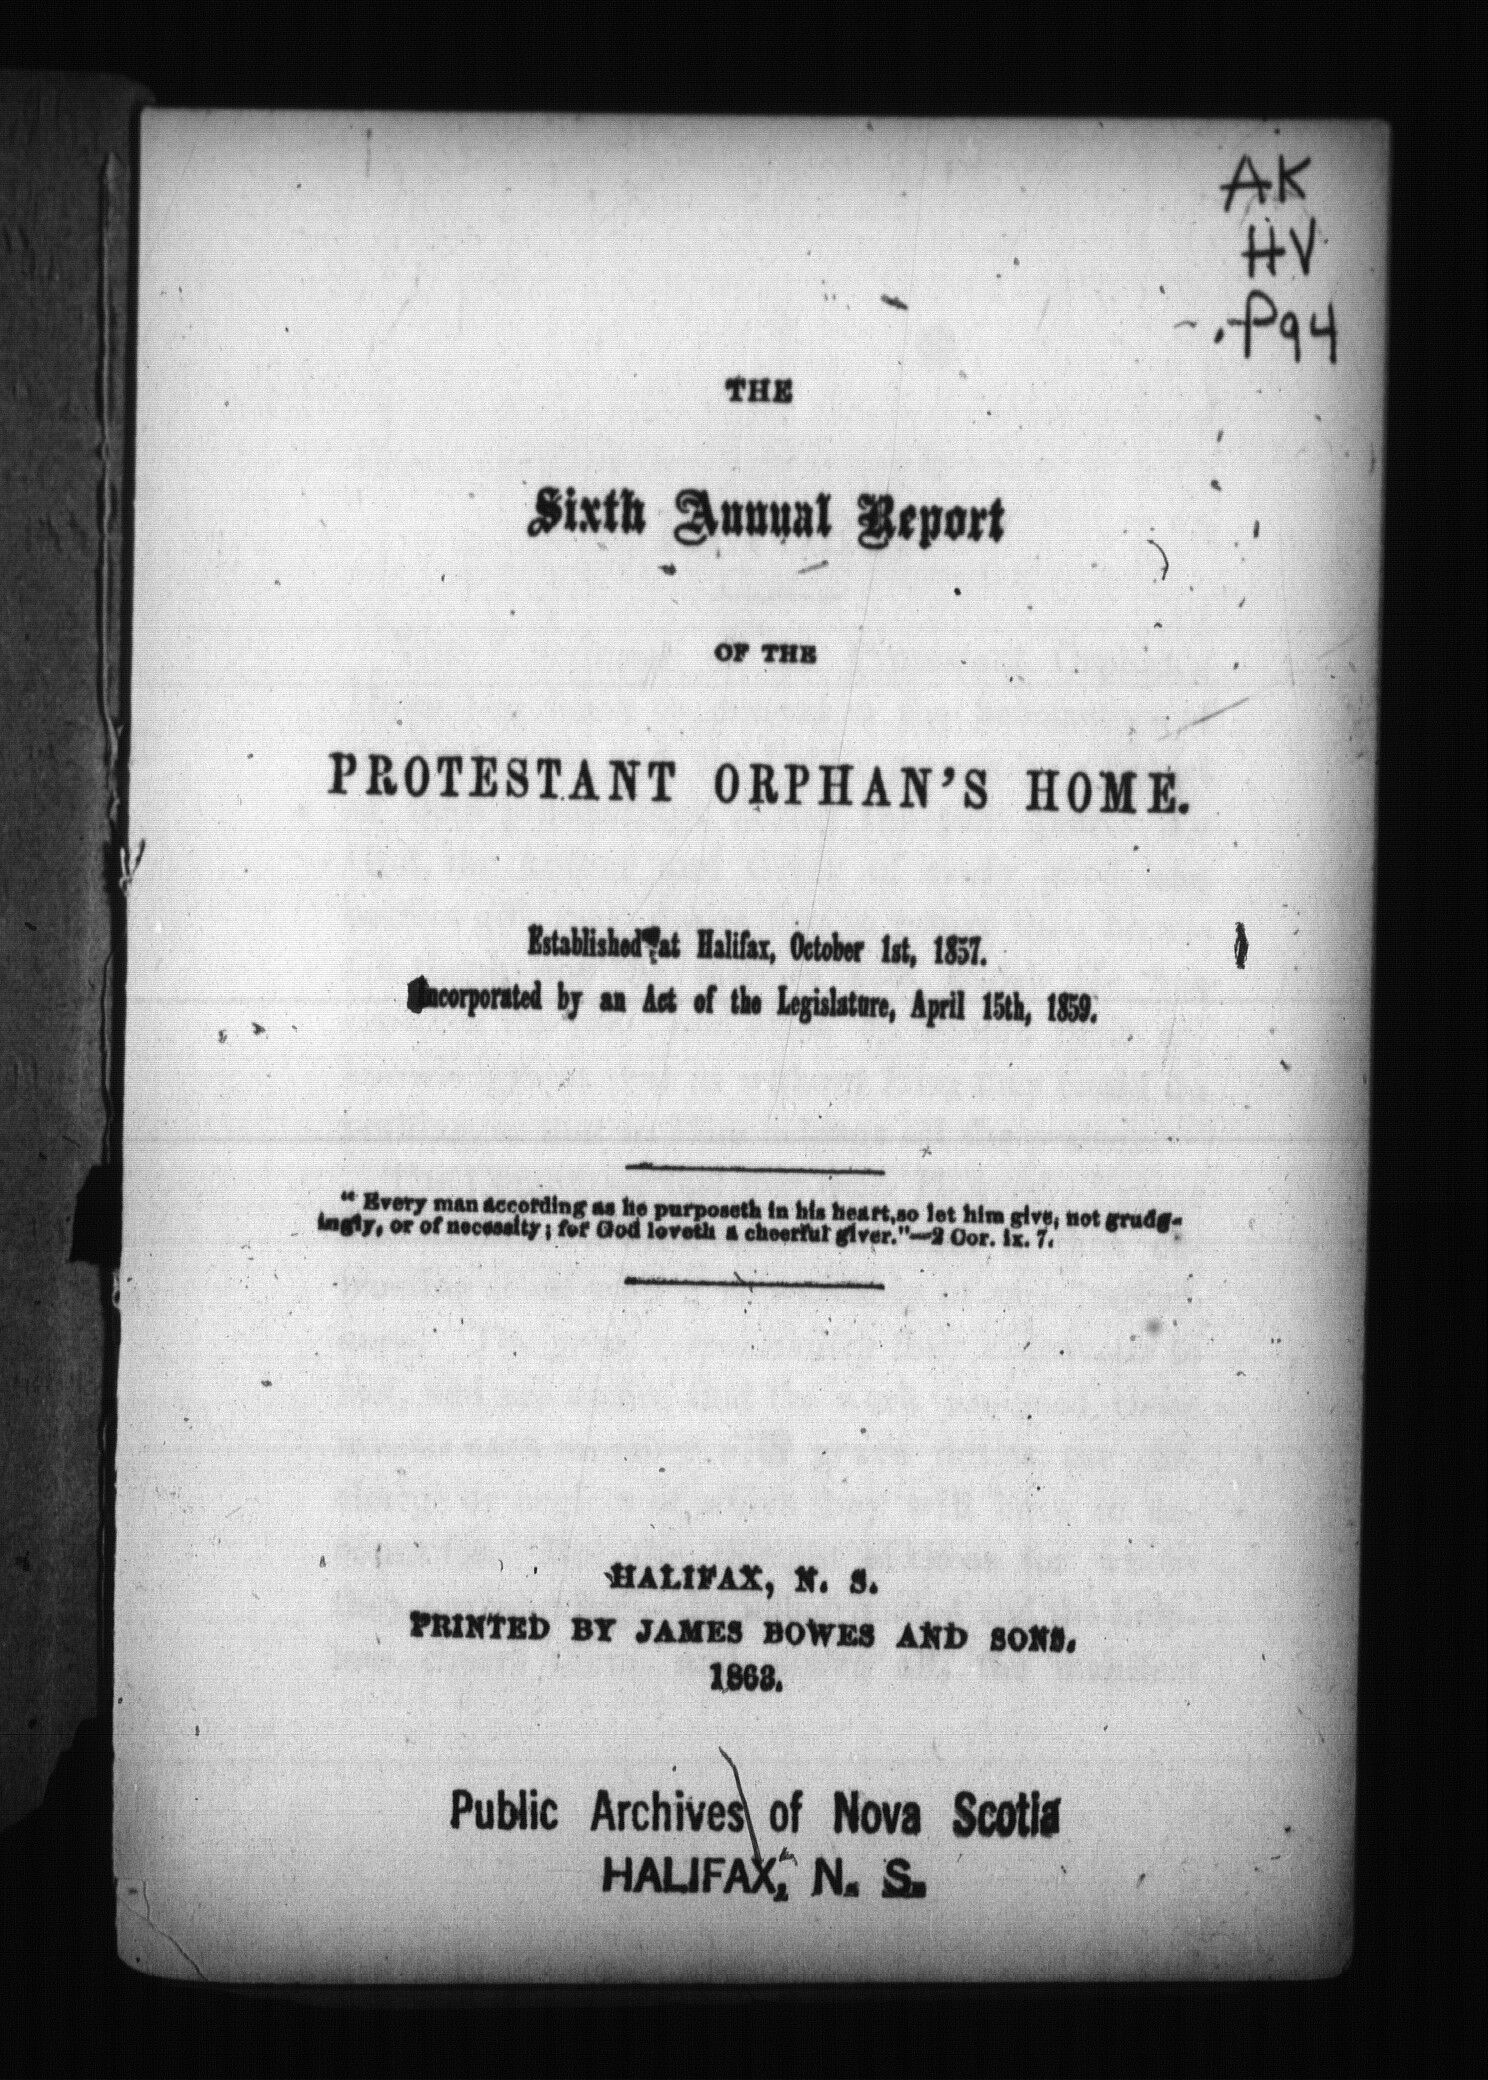 AK
HV
.P94
THE
Sixth Annual Report
OF THE
PROTESTANT ORPHAN'S HOME.
Established at Halifax, October 1st, 1857.
Incorporated by an Act of the Legislature, April 15th, 1859.
" Every man according as he purposeth in his heart, so let him give, not grudg-
ingly, or of necessity; for God loveth a cheerful giver."—2 Cor. ix. 7.
HALIFAX, N. S.
PRINTED BY JAMES BOWES AND SONS.
1863.
Public Archives of Nova Scotia
HALIFAX, N. S.